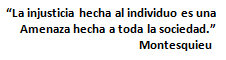 “La injusticia hecha al individuo es una
Amenaza hecha a toda la sociedad.”
Montesquieu